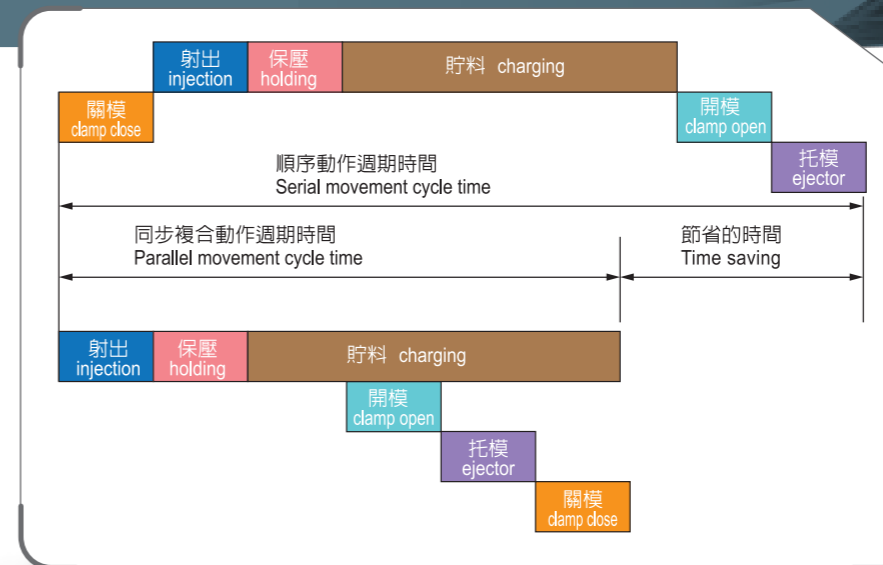 射出
injection
保壓
holding
貯料 charging
關模
clamp close
開模
clamp open
托模
ejector
順序動作週期時間
Serial movement cycle time
同步複合動作週期時間
Parallel movement cycle time
節省的時間
Time saving
射出
injection
保壓
holding
貯料 charging
開模
clamp open
托模
ejector
關模
clamp close